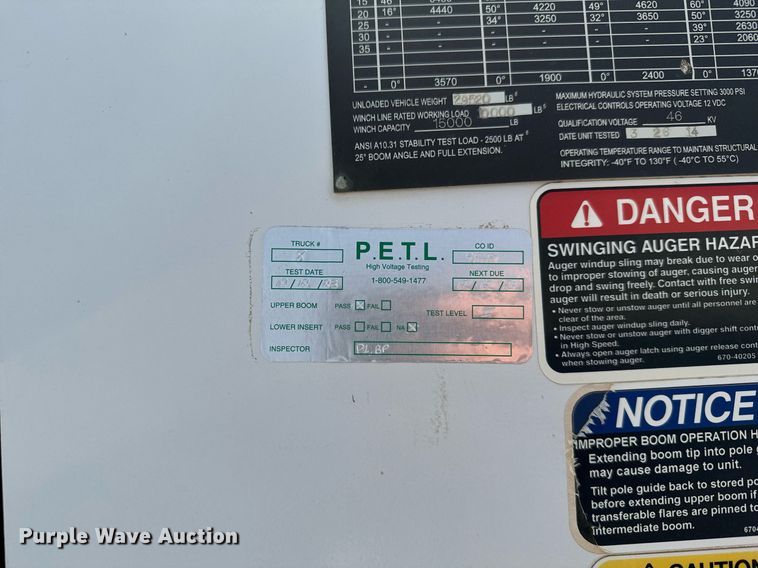 15
20 16° 4440 50° 4220 49° 4620 60° 4090
25 - - 34° 3250 32° 3650 50° 3250
30 - - - - - - 39° 2630
35 - - - - - - 23° 2060
- 0° 3570 0° 1900 0° 2400 0° 1370
UNLOADED VEHICLE WEIGHT LB
WINCH LINE RATED WORKING LOAD LB
WINCH CAPACITY 15000 LB
ANSI A10.31 STABILITY TEST LOAD - 2500 LB AT
25° BOOM ANGLE AND FULL EXTENSION.
MAXIMUM HYDRAULIC SYSTEM PRESSURE SETTING 3000 PSI
ELECTRICAL CONTROLS OPERATING VOLTAGE 12 VDC
QUALIFICATION VOLTAGE 46 KV
DATE UNIT TESTED 3 28 14
OPERATING TEMPERATURE RANGE TO MAINTAIN STRUCTURAL
INTEGRITY: -40°F TO 130°F ( -40°C TO 55°C)
TRUCK # 8
P.E.T.L.
High Voltage Testing
1-800-549-1477
CO ID
TEST DATE
NEXT DUE
UPPER BOOM PASS FAIL
TEST LEVEL
LOWER INSERT PASS FAIL NA
INSPECTOR PL, BP
DANGER
SWINGING AUGER HAZAR
Auger windup sling may break due to wear o
to improper stowing of auger, causing auger
drop and swing freely. Contact with free swin
auger will result in death or serious injury.
• Never stow or unstow auger until all personnel are
clear of the area.
• Inspect auger windup sling daily.
• Never stow or unstow auger with digger shift contr
in High Speed.
• Always open auger latch using auger release cont
when stowing auger.
670-40205
NOTICE
IMPROPER BOOM OPERATION H
Extending boom tip into pole g
may cause damage to unit.
Tilt pole guide back to stored po
before extending upper boom if
transferable flares are pinned to
intermediate boom.
CAUTION
Purple Wave Auction